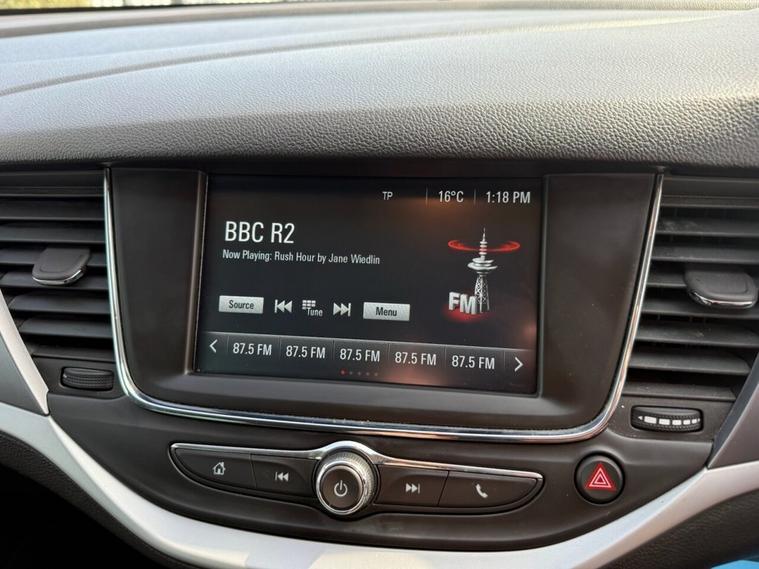 TP 16°C 1:18 PM
BBC R2
Now Playing: Rush Hour by Jane Wiedlin
FM
Source Tune Menu
87.5 FM 87.5 FM 87.5 FM 87.5 FM 87.5 FM